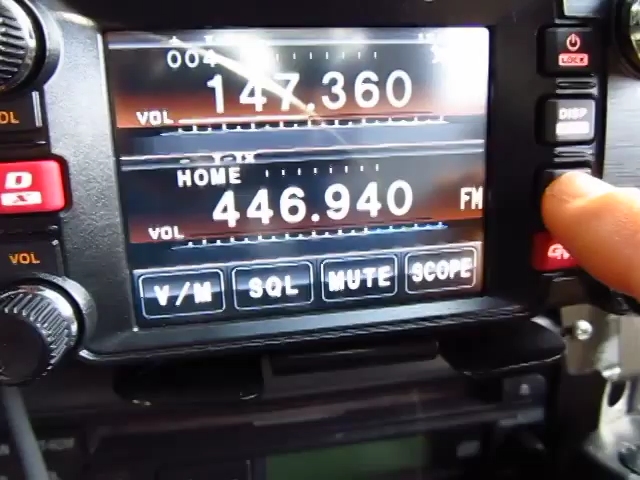 004
147.360
VOL
HOME
446.940
FM
VOL
V/M SQL MUTE SCOPE
LOCK
DISP
VOL
D
A